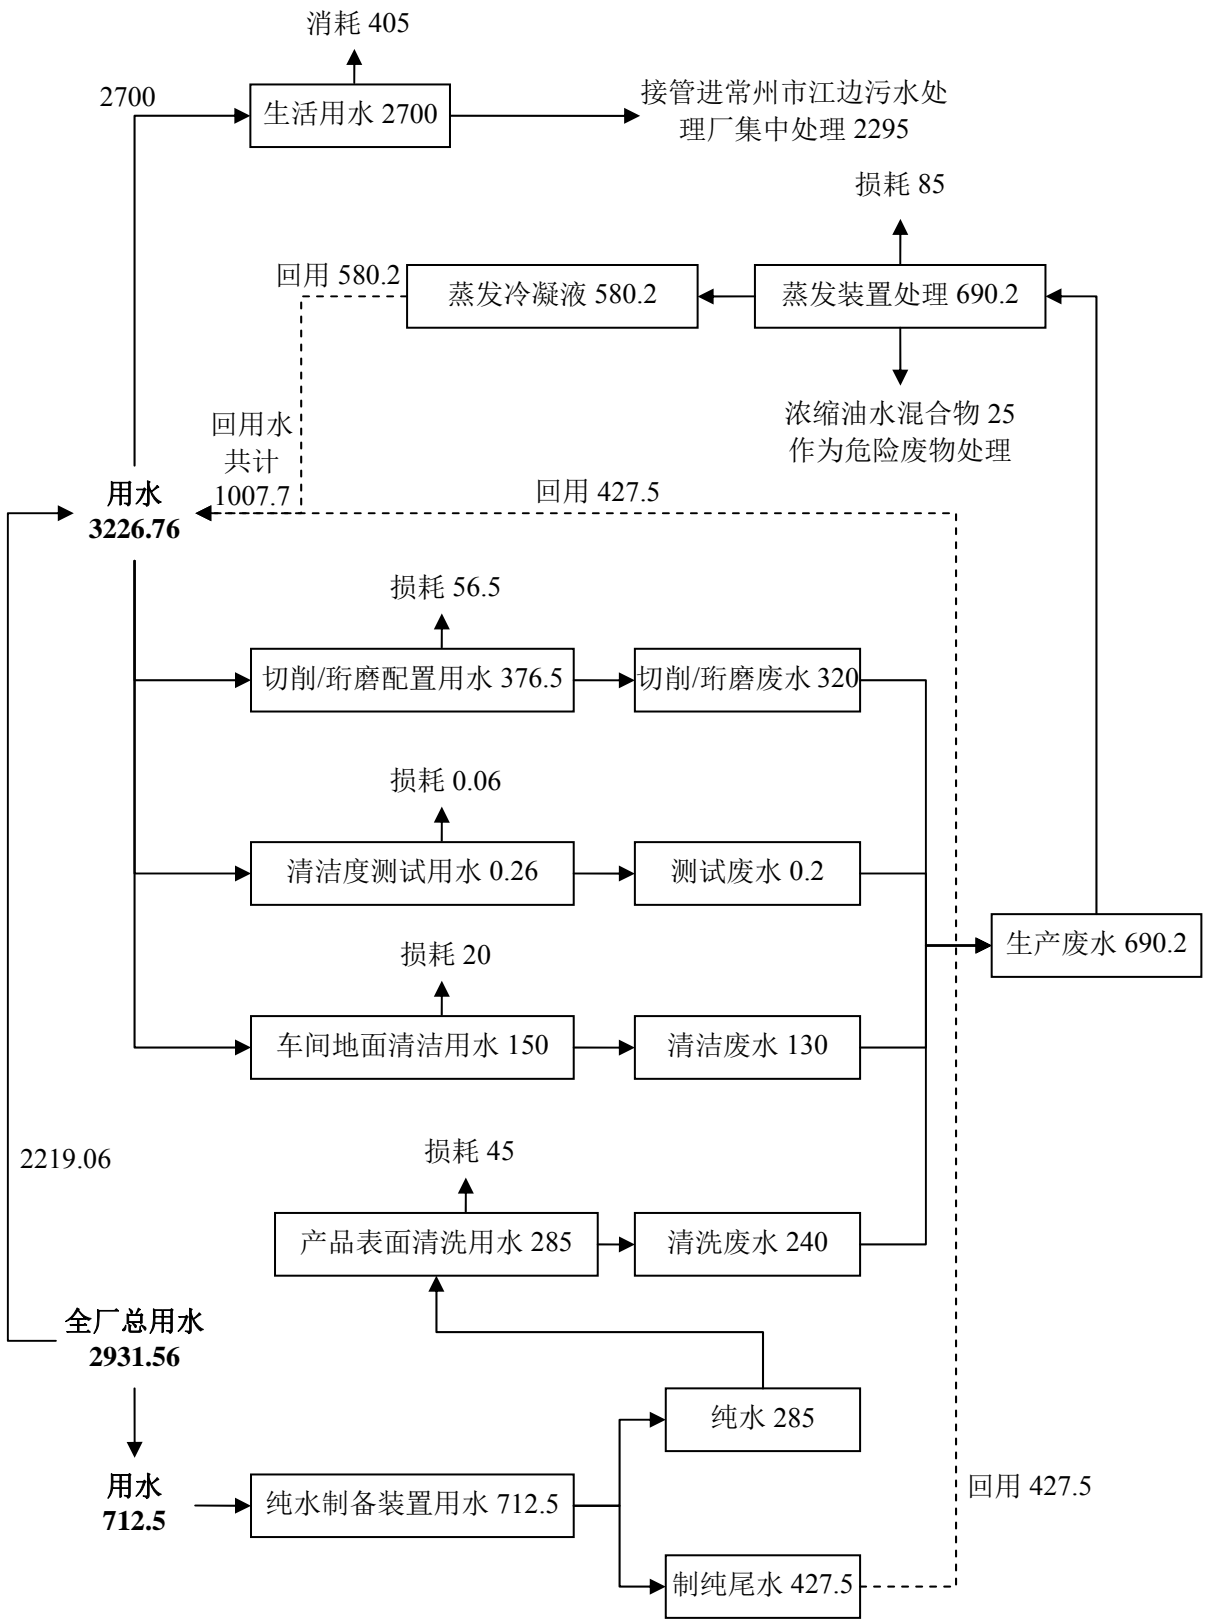 消耗 405
2700
生活用水 2700
接管进常州市江边污水处
理厂集中处理 2295
损耗 85
回用 580.2
蒸发冷凝液 580.2
蒸发装置处理 690.2
浓缩油水混合物 25
作为危险废物处理
回用水
共计
1007.7
用水
3226.76
回用 427.5
损耗 56.5
切削/珩磨配置用水 376.5
切削/珩磨废水 320
损耗 0.06
清洁度测试用水 0.26
测试废水 0.2
生产废水 690.2
损耗 20
车间地面清洁用水 150
清洁废水 130
2219.06
损耗 45
产品表面清洗用水 285
清洗废水 240
全厂总用水
2931.56
纯水 285
用水
712.5
纯水制备装置用水 712.5
回用 427.5
制纯尾水 427.5